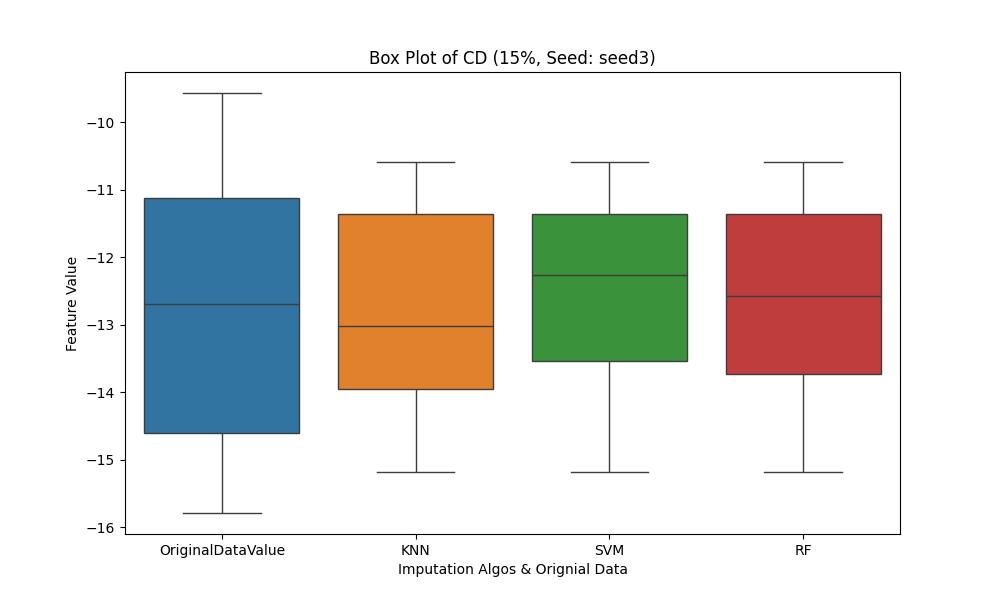 Box Plot of CD (15%, Seed: seed3)
Feature Value
−10
−11
−12
−13
−14
−15
−16
OriginalDataValue
KNN
SVM
RF
Imputation Algos & Orignial Data